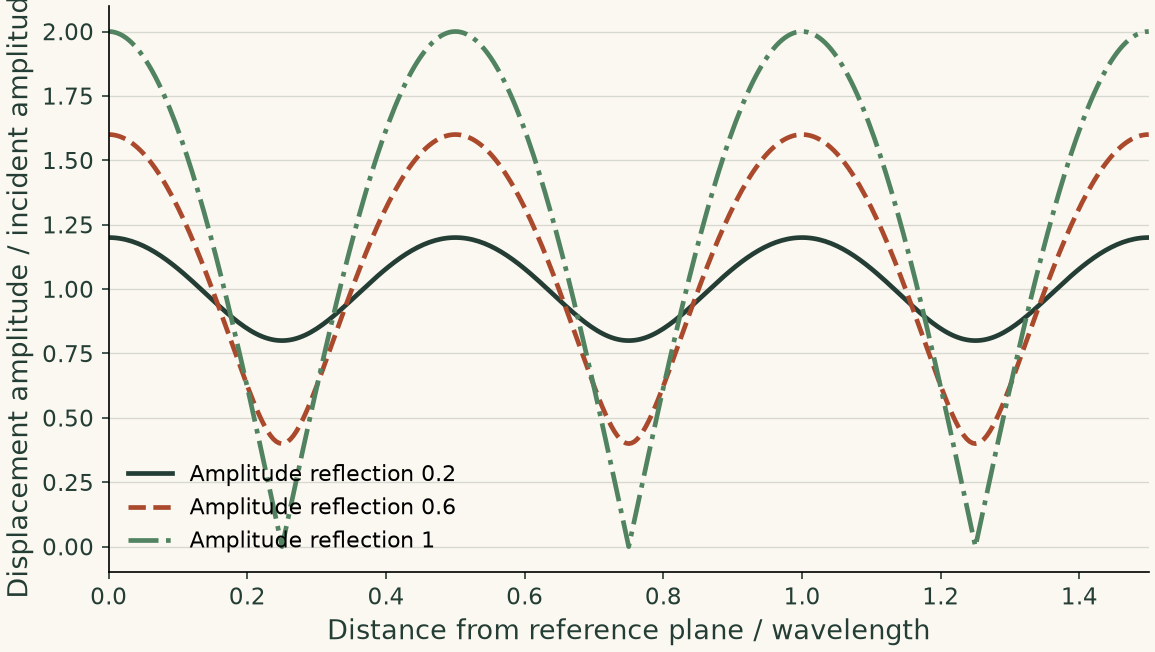 Displacement amplitude / incident amplitud
2.00
1.75
1.50
1.25
1.00
0.75
0.50
0.25
0.00
Amplitude reflection 0.2
Amplitude reflection 0.6
Amplitude reflection 1
0.0 0.2 0.4 0.6 0.8 1.0 1.2 1.4
Distance from reference plane / wavelength